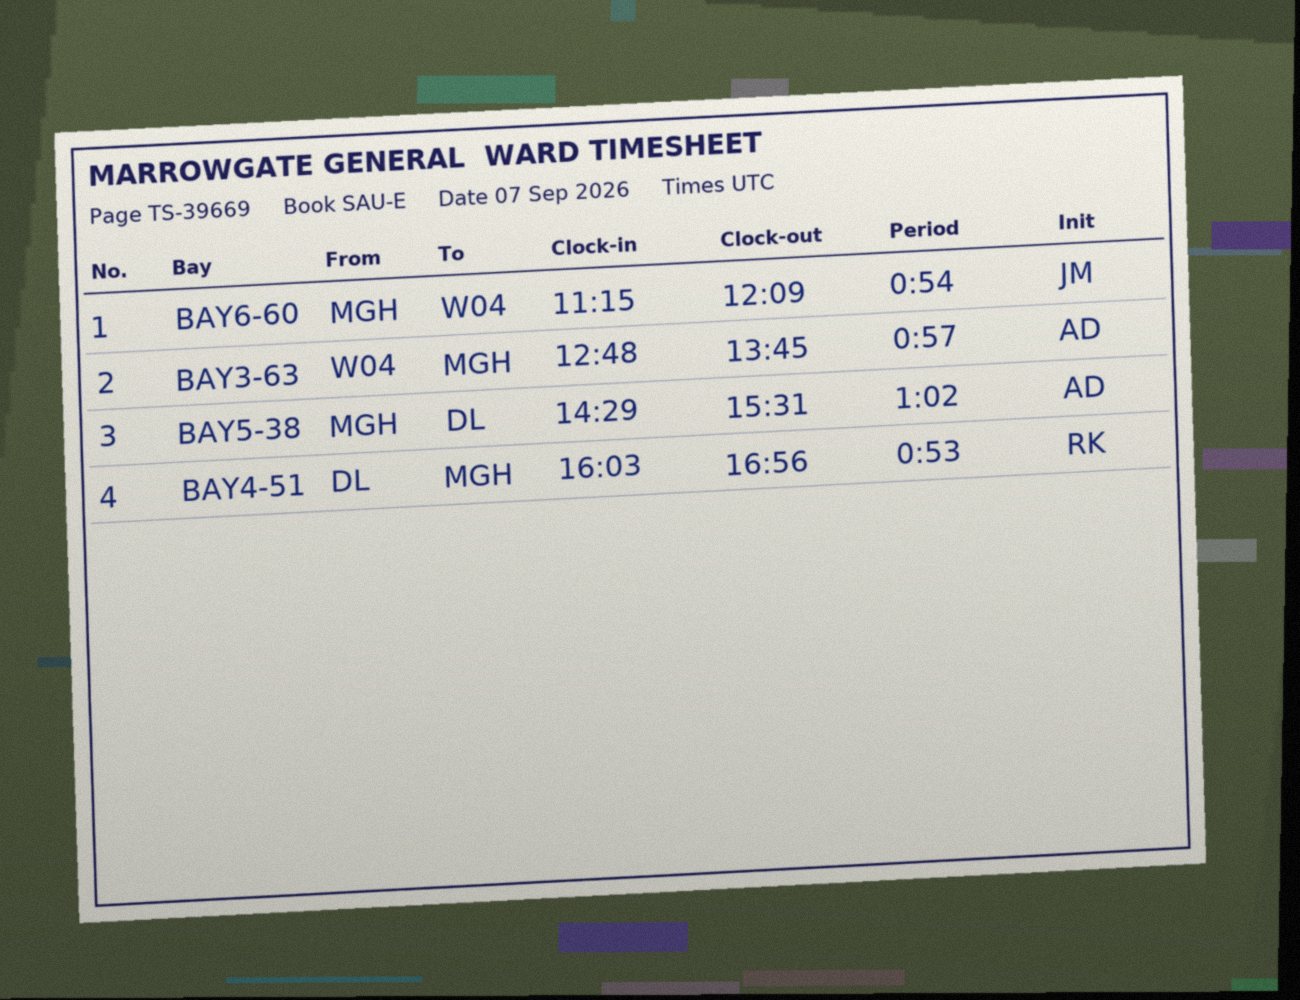 MARROWGATE GENERAL WARD TIMESHEET
Page TS-39669 Book SAU-E Date 07 Sep 2026 Times UTC
No. Bay From To Clock-in Clock-out Period Init
1 BAY6-60 MGH W04 11:15 12:09 0:54 JM
2 BAY3-63 W04 MGH 12:48 13:45 0:57 AD
3 BAY5-38 MGH DL 14:29 15:31 1:02 AD
4 BAY4-51 DL MGH 16:03 16:56 0:53 RK